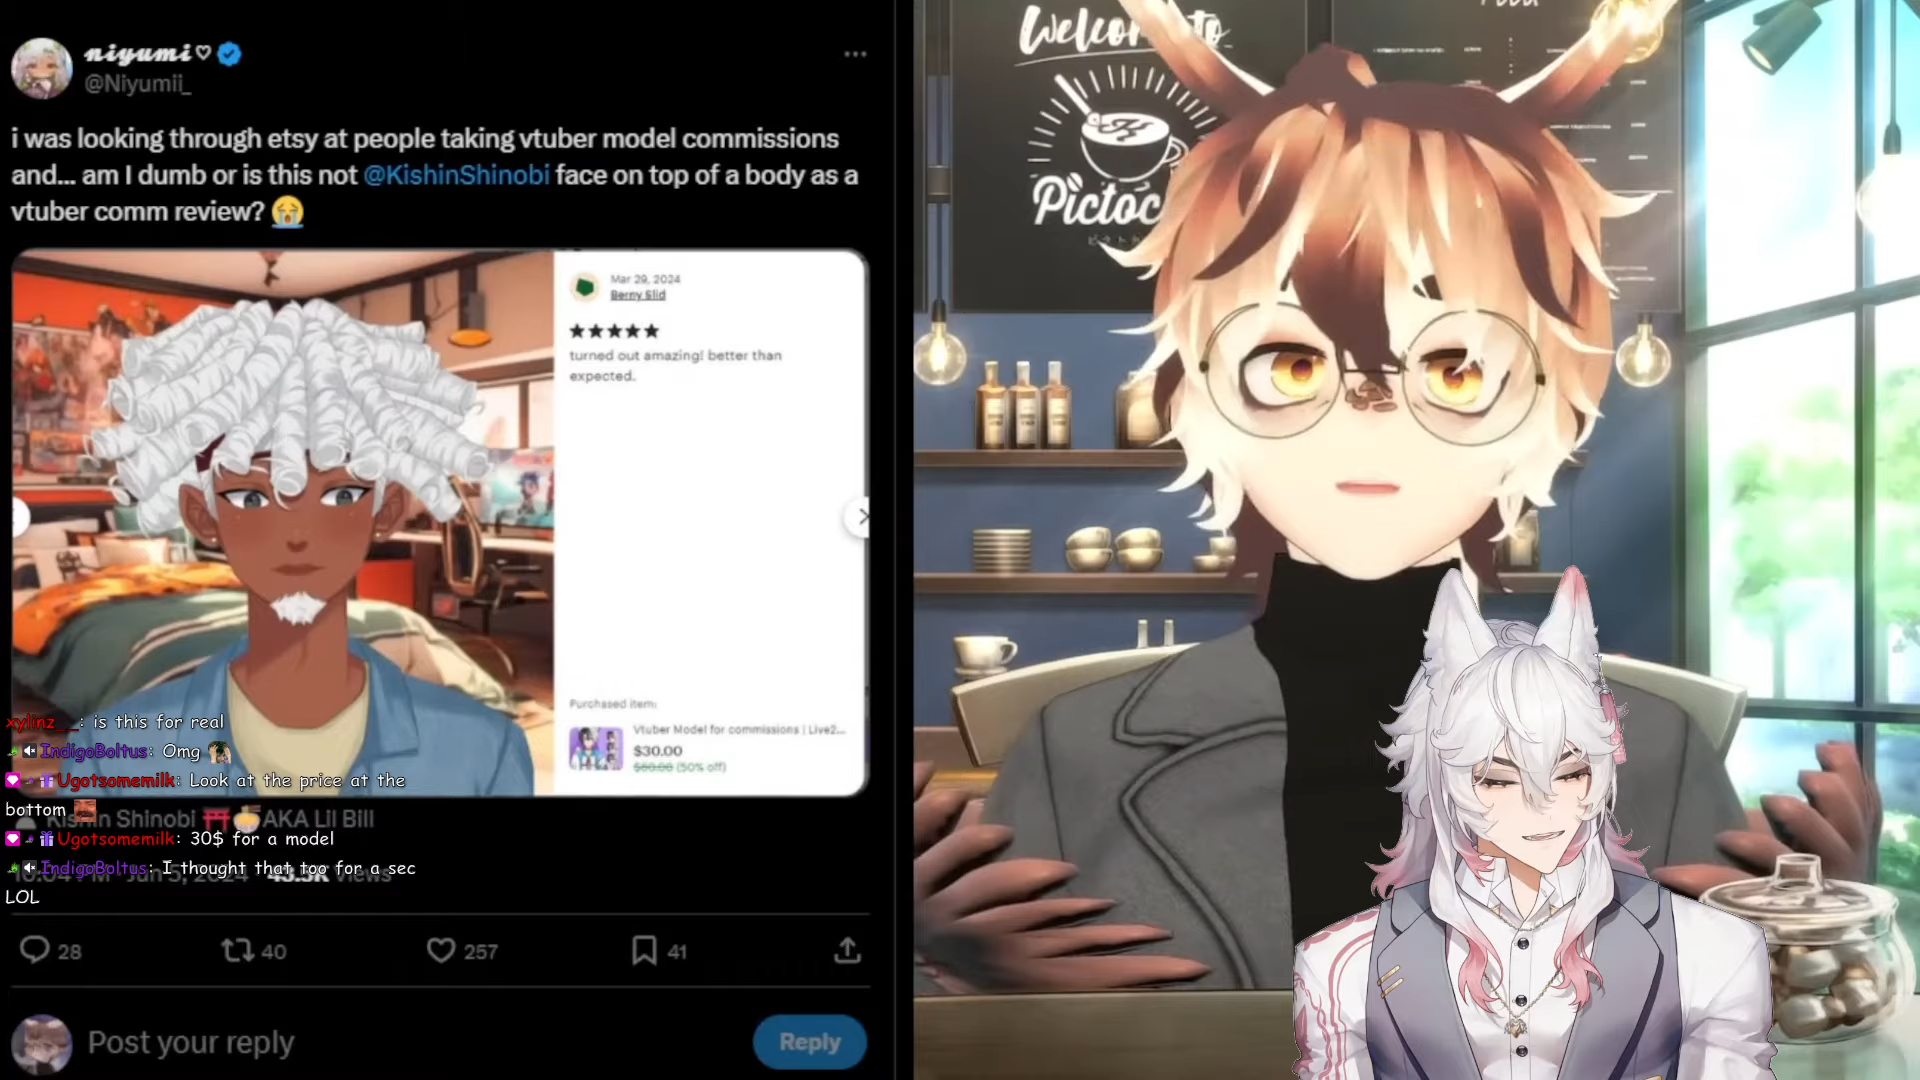 niyumi♡
@Niyumii_
i was looking through etsy at people taking vtuber model commissions
and... am I dumb or is this not @KishinShinobi face on top of a body as a
vtuber comm review? 😭
Mar 29, 2024
Berny Slid
★★★★★
turned out amazing! better than
expected.
Purchased item:
Vtuber Model for commissions | Live2...
$30.00
$60.00 (50% off)
xylinz__: is this for real
IndigoBoltus: Omg
Ugotsomemilk: Look at the price at the
bottom
Kishin Shinobi ⛩️🍜AKA Lil Bill
Ugotsomemilk: 30$ for a model
IndigoBoltus: I thought that too for a sec
LOL
28
40
257
41
Post your reply
Reply
Welcome to
Pictoc